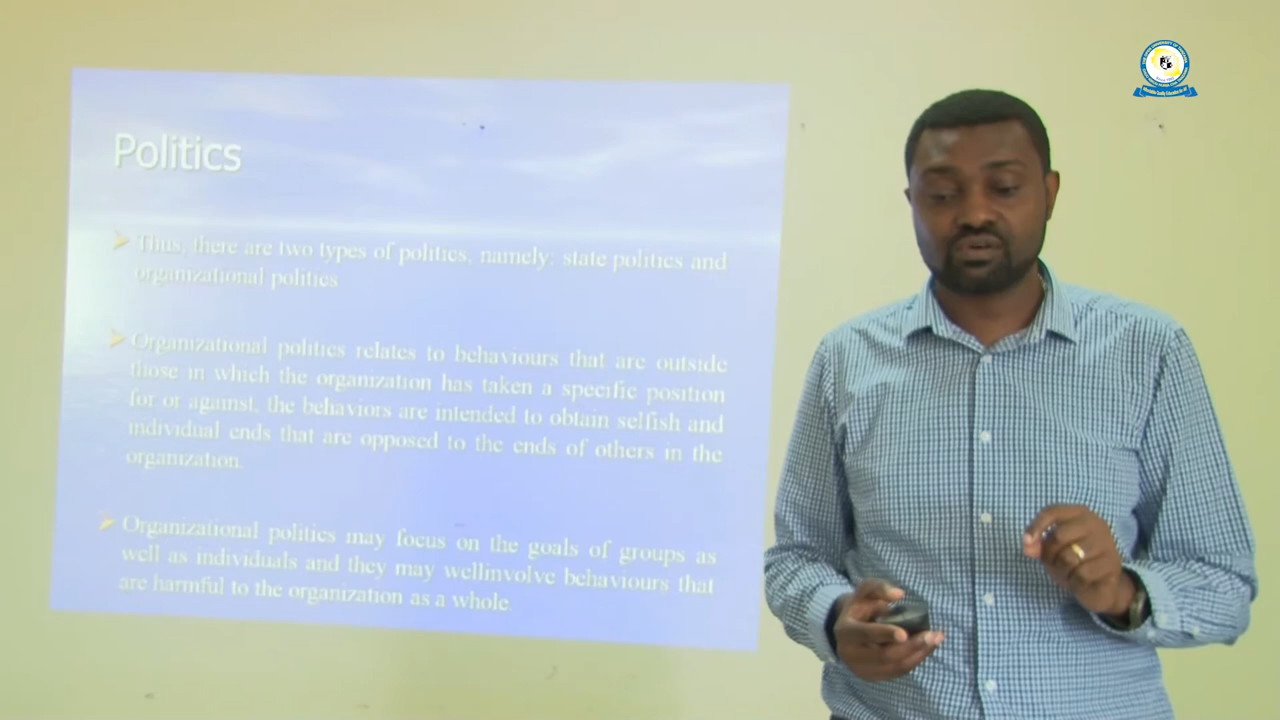 Politics
Thus, there are two types of politics, namely: state politics and
organizational politics
Organizational politics relates to behaviours that are outside
those in which the organization has taken a specific position
for or against, the behaviors are intended to obtain selfish and
individual ends that are opposed to the ends of others in the
organization.
Organizational politics may focus on the goals of groups as
well as individuals and they may wellinvolve behaviours that
are harmful to the organization as a whole.